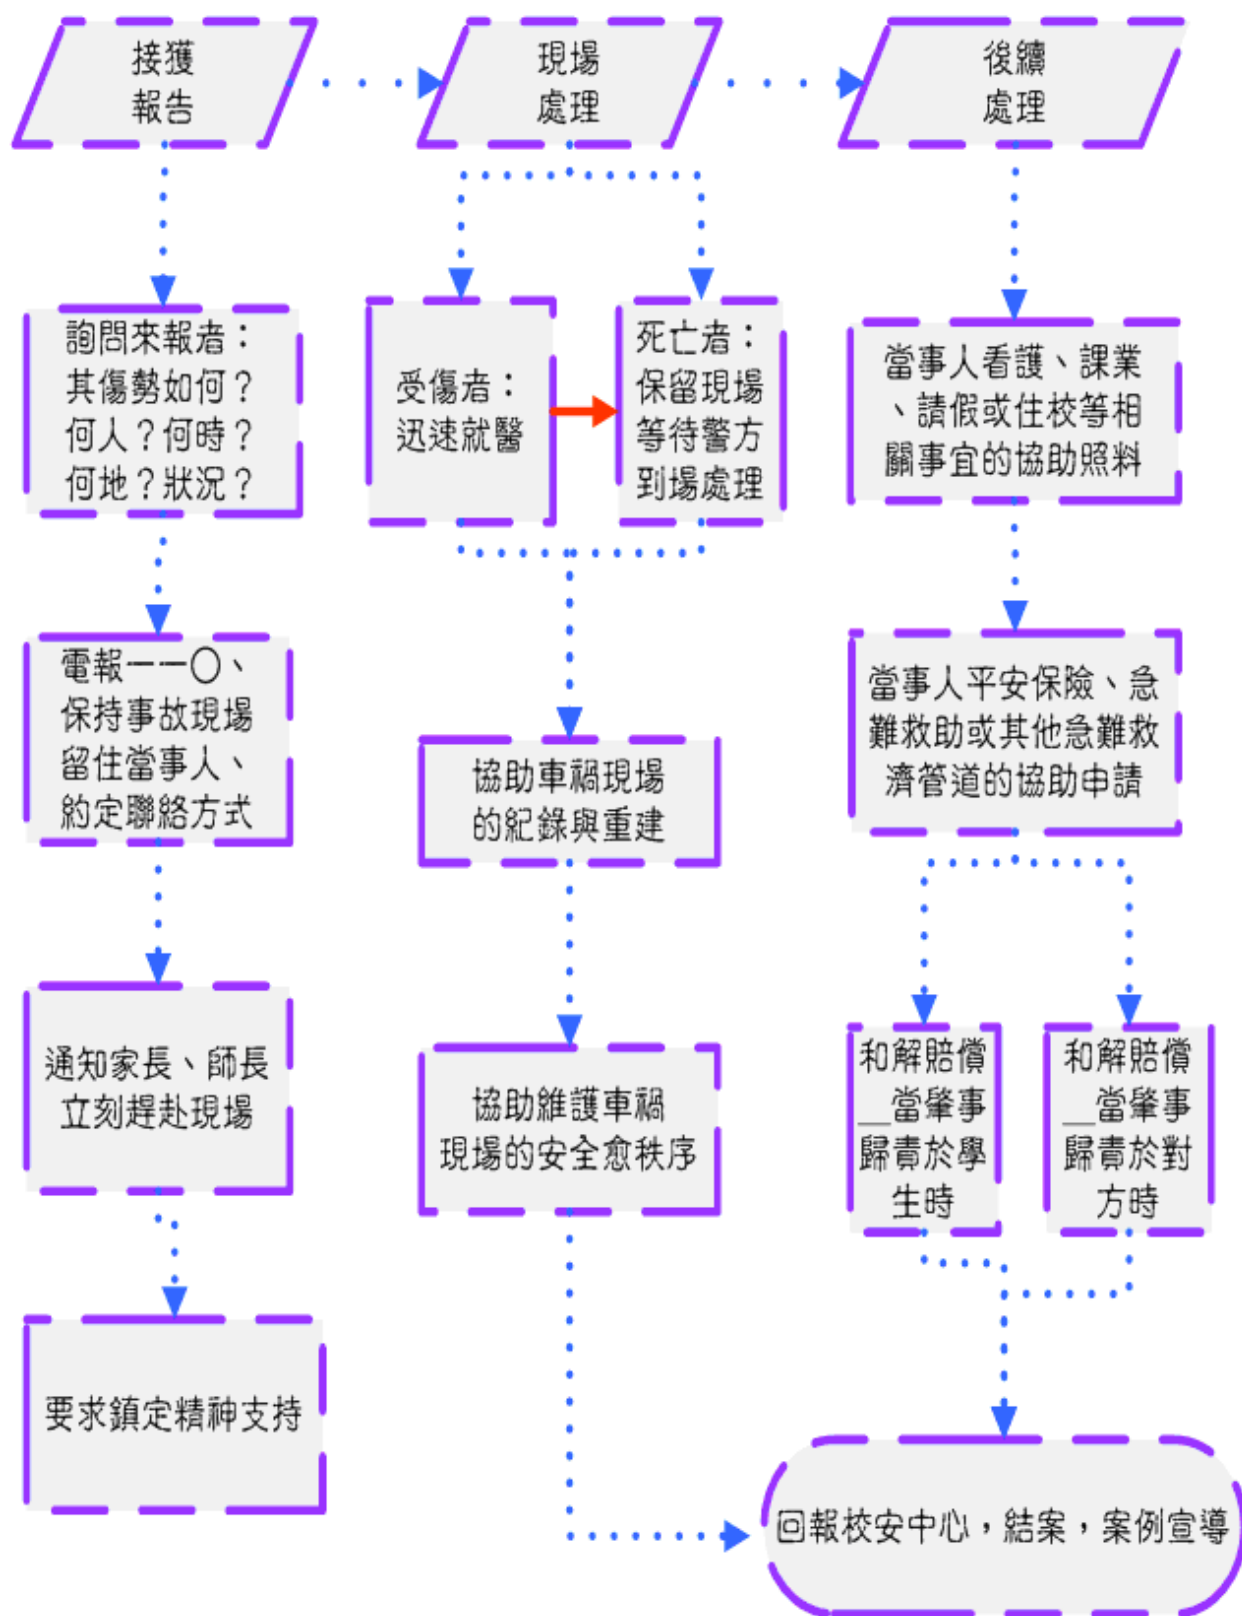 接獲
報告
現場
處理
後續
處理
詢問來報者：
其傷勢如何？
何人？何時？
何地？狀況？
電報一一〇、
保持事故現場
留住當事人、
約定聯絡方式
通知家長、師長
立刻趕赴現場
要求鎮定精神支持
受傷者：
迅速就醫
死亡者：
保留現場
等待警方
到場處理
協助車禍現場
的紀錄與重建
協助維護車禍
現場的安全愈秩序
當事人看護、課業
、請假或住校等相
關事宜的協助照料
當事人平安保險、急
難救助或其他急難救
濟管道的協助申請
和解賠償
__當肇事
歸責於學
生時
和解賠償
__當肇事
歸責於對
方時
回報校安中心，結案，案例宣導